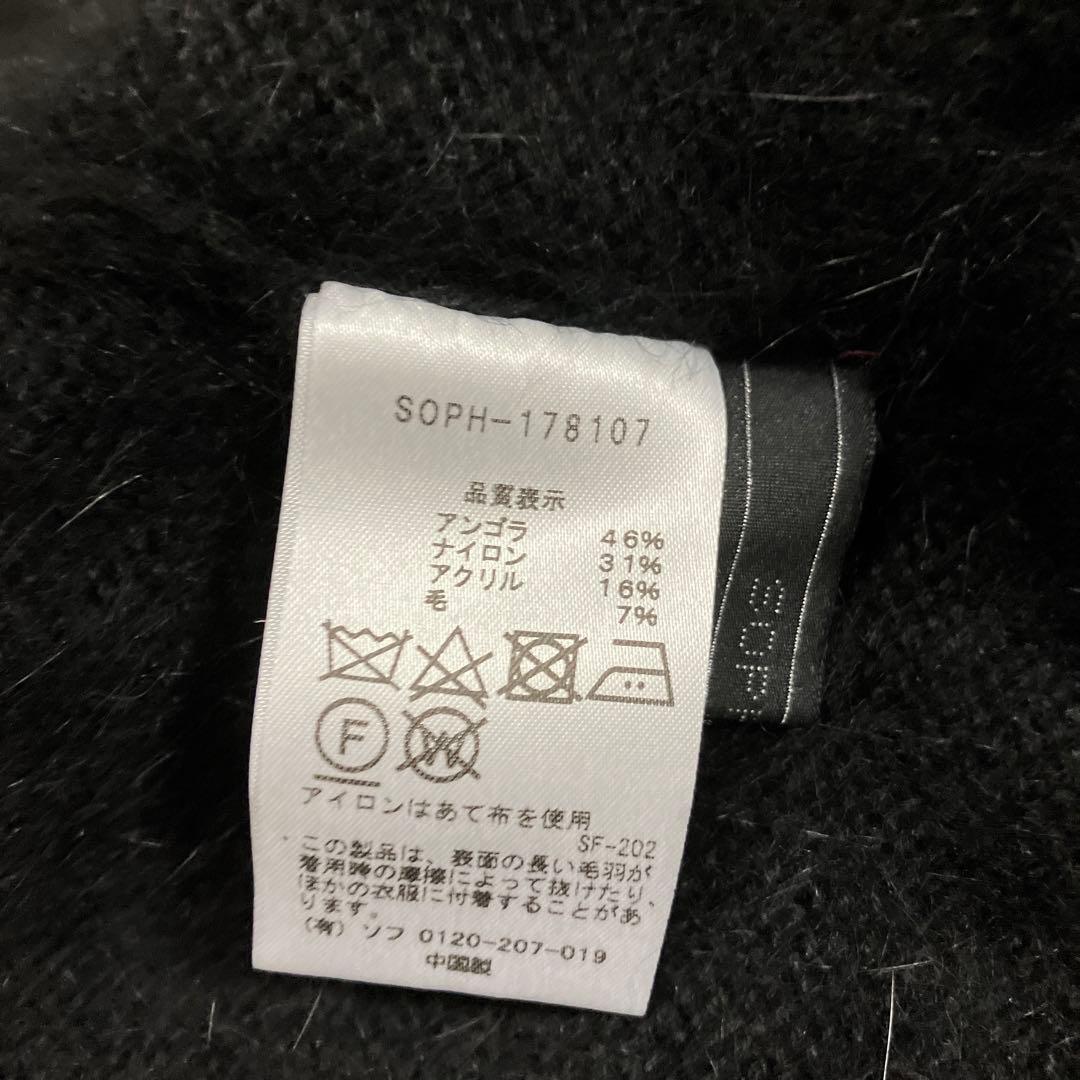 SOPH-178107
品質表示
アンゴラ 46%
ナイロン 31%
アクリル 16%
毛 7%
F
W
アイロンはあて布を使用
SF-202
・この製品は、表面の長い毛羽が
着用時の摩擦によって抜けたり、
ほかの衣服に付着することがあ
ります。
(有)ソフ 0120-207-019
中国製
soph.